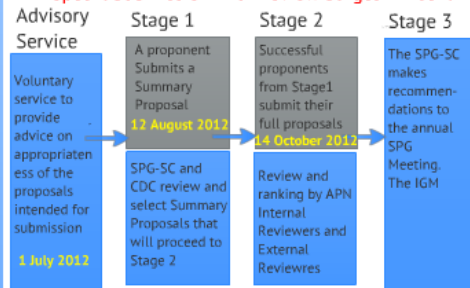 Advisory
Service
Stage 1
Stage 2
Stage 3
Voluntary
service to
provide
advice on
appropriaten
ess of the
proposals
intended for
submission
1 July 2012
A proponent
Submits a
Summary
Proposal
12 August 2012
SPG-SC and
CDC review and
select Summary
Proposals that
will proceed to
Stage 2
Successful
proponents
from Stage1
submit their
full proposals
14 October 2012
Review and
ranking by APN
Internal
Reviewers and
External
Reviewres
The SPG-SC
makes
recommen-
dations to
the annual
SPG
Meeting.
The IGM